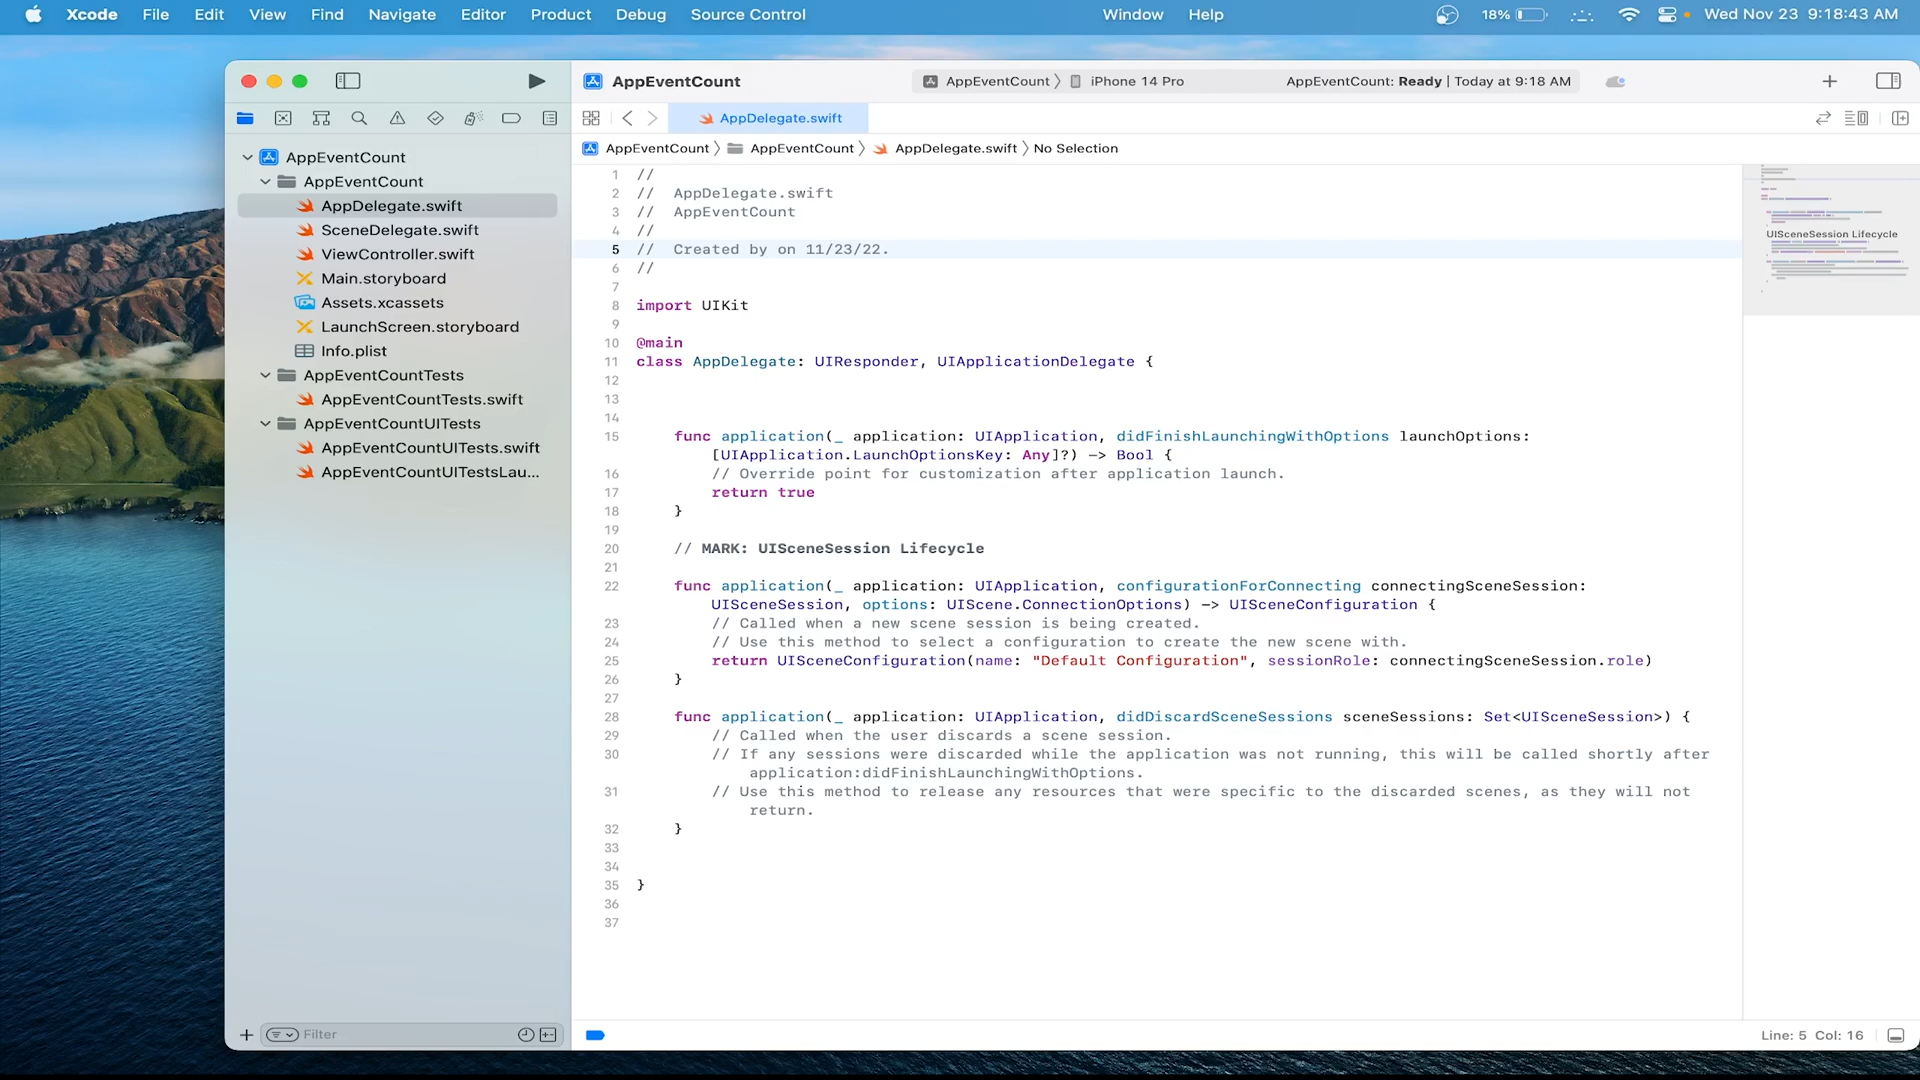 Xcode File Edit View Find Navigate Editor Product Debug Source Control Window Help 18% Wed Nov 23 9:18:43 AM
AppEventCount
AppEventCount 〉 iPhone 14 Pro
AppEventCount: Ready | Today at 9:18 AM
AppDelegate.swift
AppEventCount 〉 AppEventCount 〉 AppDelegate.swift 〉 No Selection
AppEventCount
AppEventCount
AppDelegate.swift
SceneDelegate.swift
ViewController.swift
Main.storyboard
Assets.xcassets
LaunchScreen.storyboard
Info.plist
AppEventCountTests
AppEventCountTests.swift
AppEventCountUITests
AppEventCountUITests.swift
AppEventCountUITestsLau...
Filter
1 //
2 // AppDelegate.swift
3 // AppEventCount
4 //
5 // Created by on 11/23/22.
6 //
7
8 import UIKit
9
10 @main
11 class AppDelegate: UIResponder, UIApplicationDelegate {
12
13
14
15 func application(_ application: UIApplication, didFinishLaunchingWithOptions launchOptions:
[UIApplication.LaunchOptionsKey: Any]?) -> Bool {
16 // Override point for customization after application launch.
17 return true
18 }
19
20 // MARK: UISceneSession Lifecycle
21
22 func application(_ application: UIApplication, configurationForConnecting connectingSceneSession:
UISceneSession, options: UIScene.ConnectionOptions) -> UISceneConfiguration {
23 // Called when a new scene session is being created.
24 // Use this method to select a configuration to create the new scene with.
25 return UISceneConfiguration(name: "Default Configuration", sessionRole: connectingSceneSession.role)
26 }
27
28 func application(_ application: UIApplication, didDiscardSceneSessions sceneSessions: Set<UISceneSession>) {
29 // Called when the user discards a scene session.
30 // If any sessions were discarded while the application was not running, this will be called shortly after
application:didFinishLaunchingWithOptions.
31 // Use this method to release any resources that were specific to the discarded scenes, as they will not
return.
32 }
33
34
35 }
36
37
UISceneSession Lifecycle
Line: 5 Col: 16